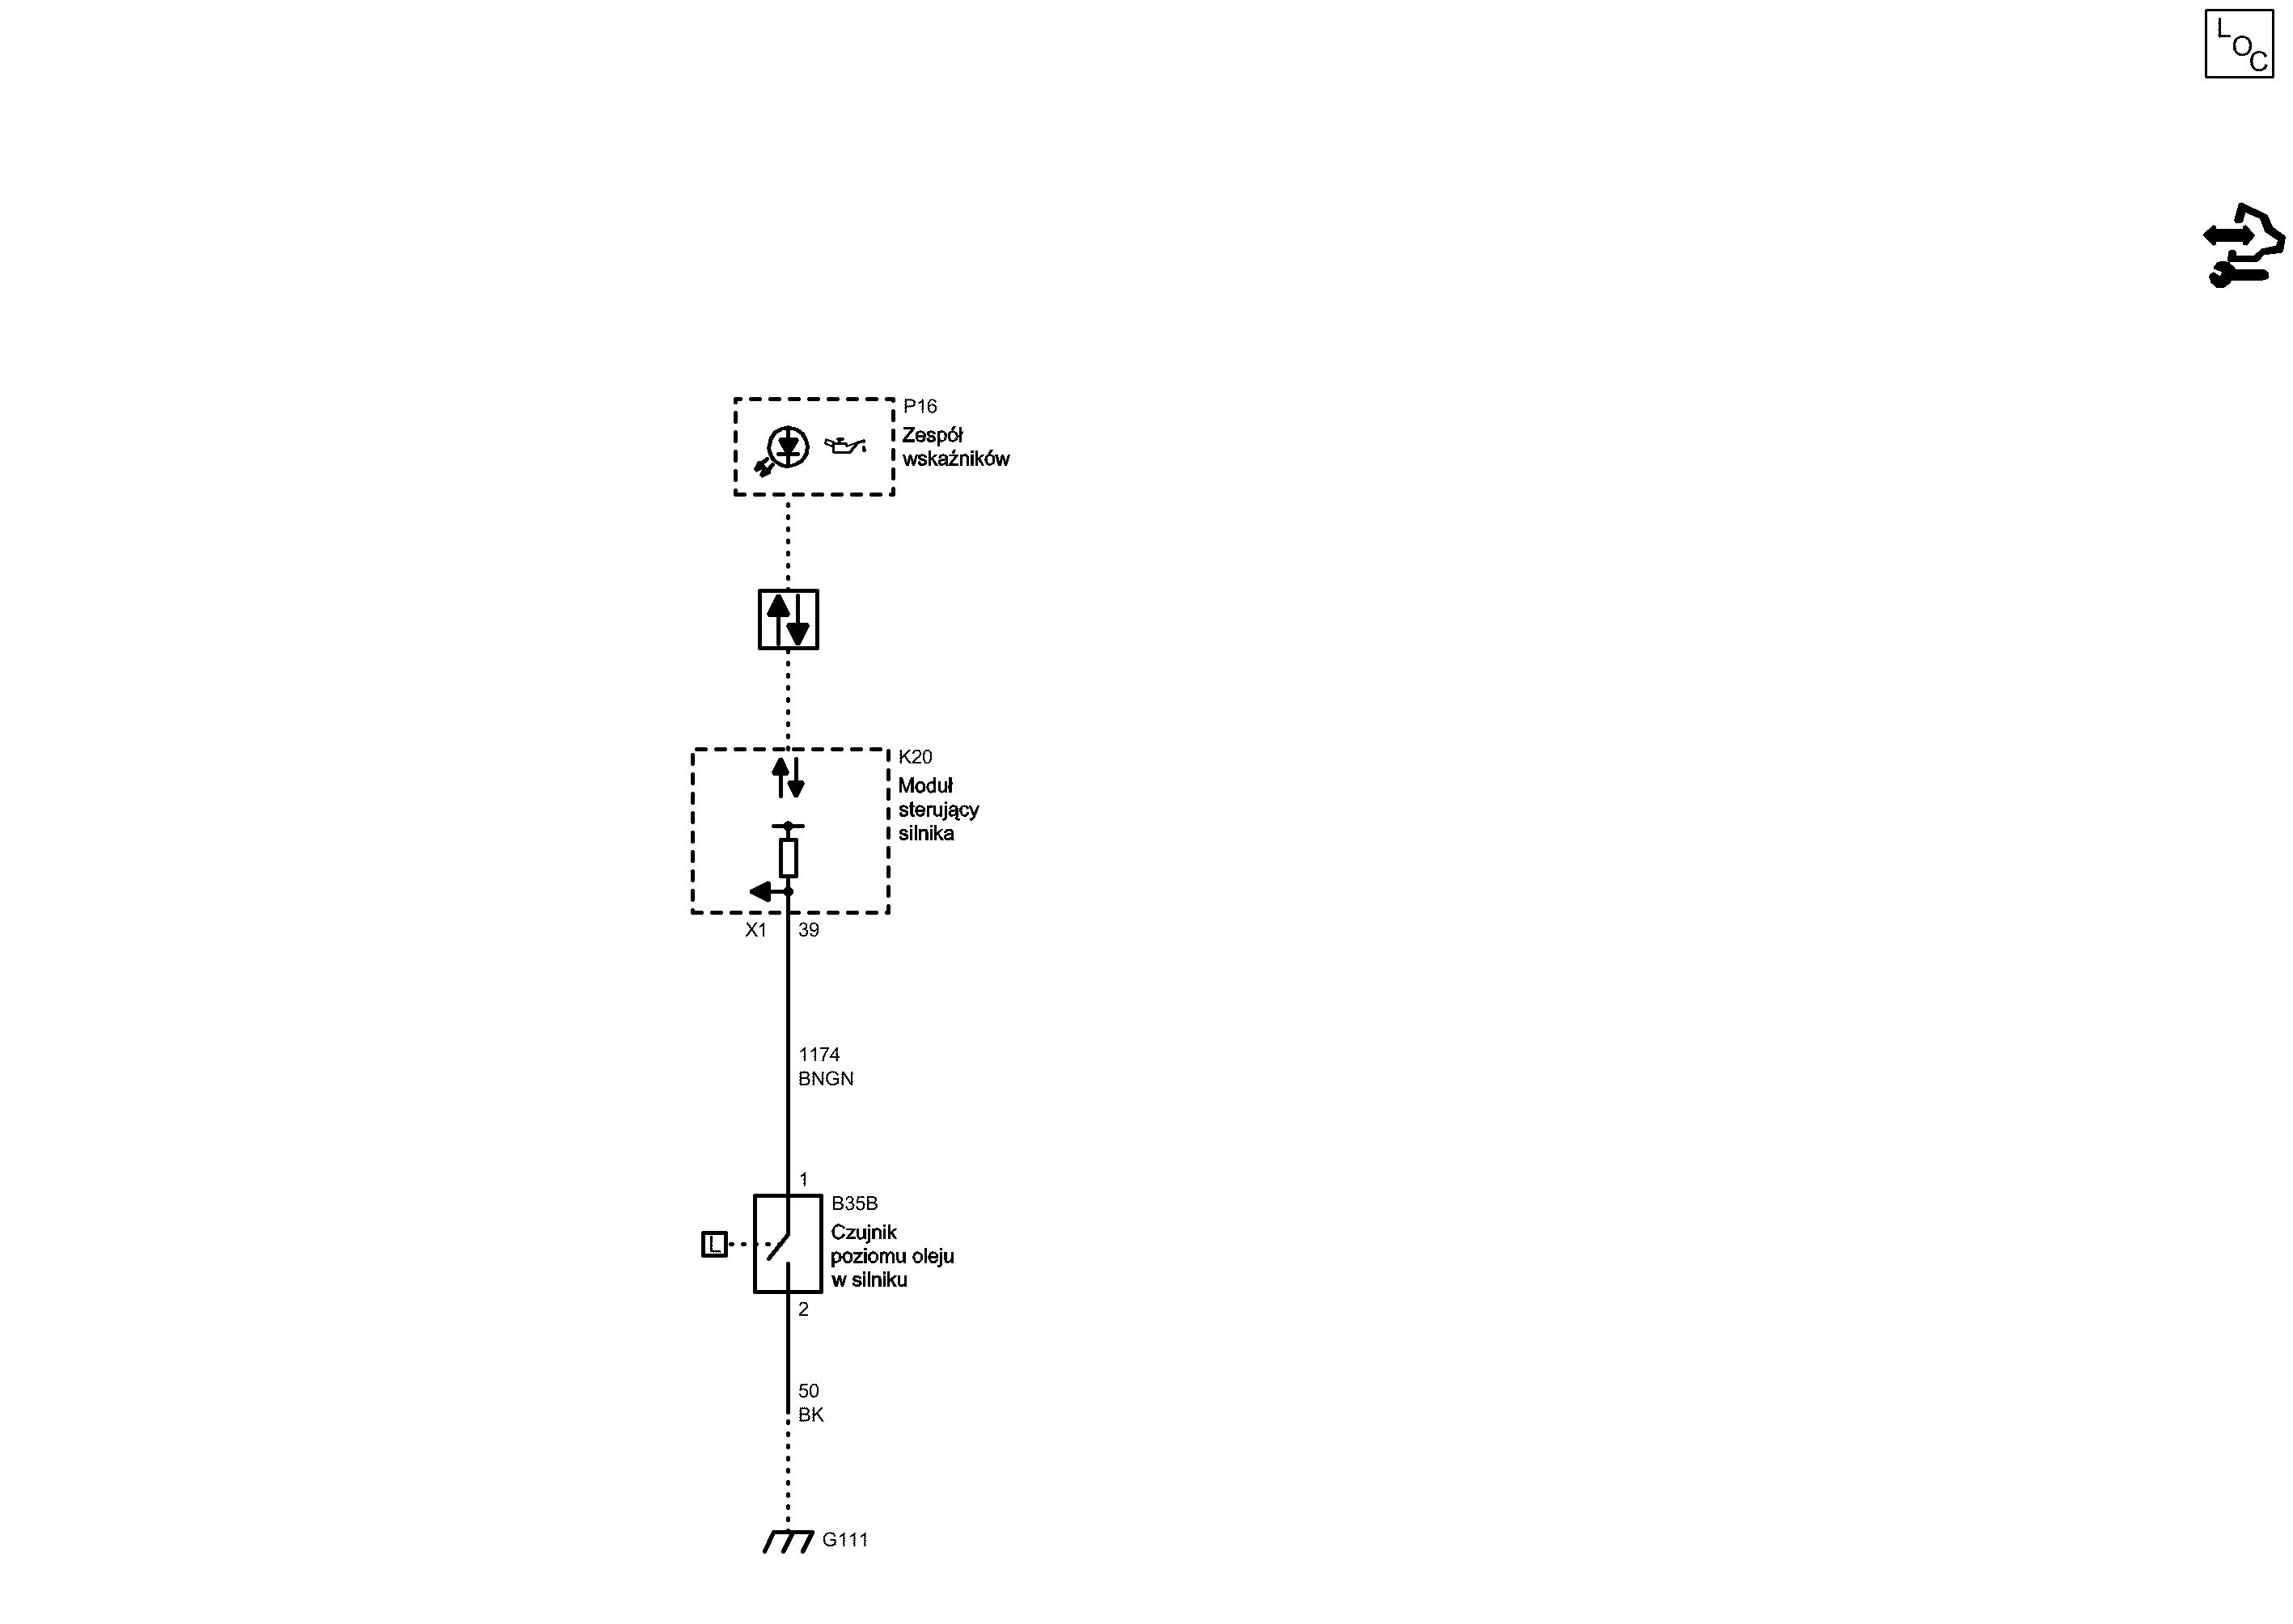 LOC
P16
Zespół
wskaźników
K20
Moduł
sterujący
silnika
X1 39
1174
BNGN
1
B35B
Czujnik
poziomu oleju
w silniku
L
2
50
BK
G111